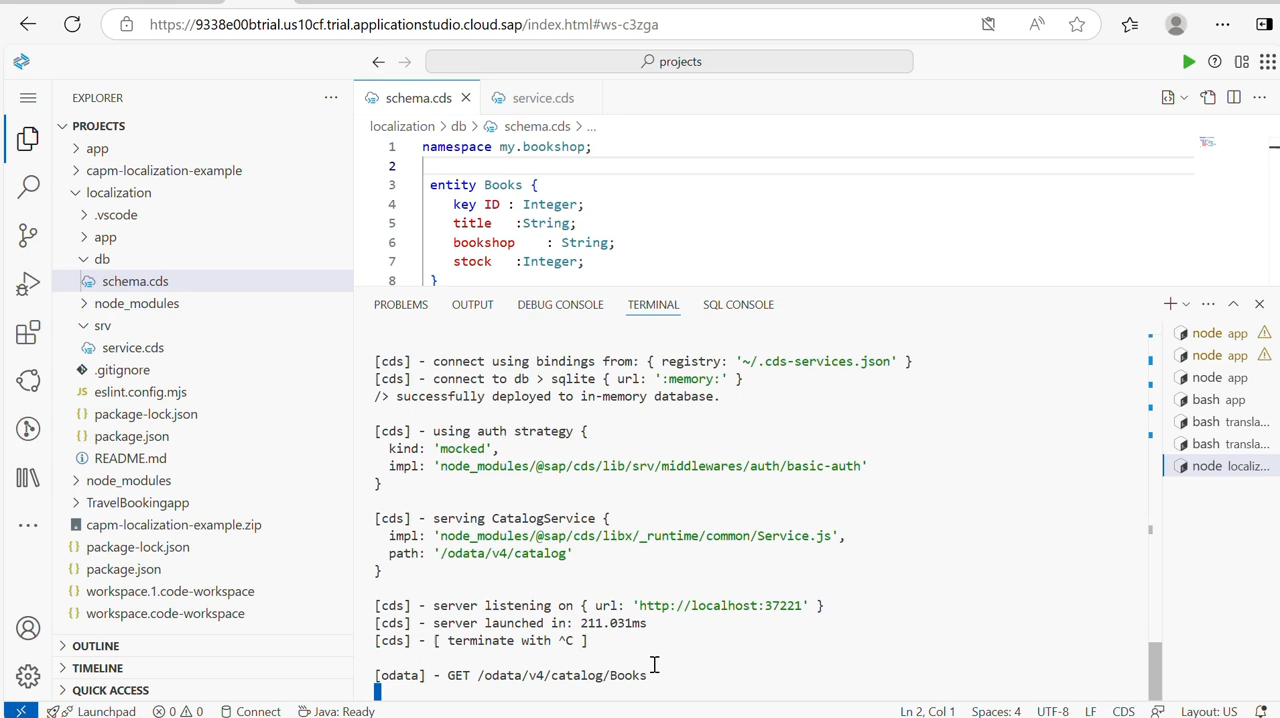 https://9338e00btrial.us10cf.trial.applicationstudio.cloud.sap/index.html#ws-c3zga
projects
EXPLORER
PROJECTS
app
capm-localization-example
localization
.vscode
app
db
schema.cds
node_modules
srv
service.cds
.gitignore
JS eslint.config.mjs
{} package-lock.json
{} package.json
README.md
node_modules
TravelBookingapp
capm-localization-example.zip
{} package-lock.json
{} package.json
{} workspace.1.code-workspace
{} workspace.code-workspace
OUTLINE
TIMELINE
QUICK ACCESS
schema.cds
service.cds
localization > db > schema.cds > ...
1 namespace my.bookshop;
2
3 entity Books {
4 key ID : Integer;
5 title :String;
6 bookshop : String;
7 stock :Integer;
8 }
PROBLEMS OUTPUT DEBUG CONSOLE TERMINAL SQL CONSOLE
[cds] - connect using bindings from: { registry: '~/.cds-services.json' }
[cds] - connect to db > sqlite { url: ':memory:' }
/> successfully deployed to in-memory database.
[cds] - using auth strategy {
kind: 'mocked',
impl: 'node_modules/@sap/cds/lib/srv/middlewares/auth/basic-auth'
}
[cds] - serving CatalogService {
impl: 'node_modules/@sap/cds/libx/_runtime/common/Service.js',
path: '/odata/v4/catalog'
}
[cds] - server listening on { url: 'http://localhost:37221' }
[cds] - server launched in: 211.031ms
[cds] - [ terminate with ^C ]
[odata] - GET /odata/v4/catalog/Books
node app
node app
node app
bash app
bash transla...
bash transla...
node localiz...
Launchpad 0 0 Connect Java: Ready Ln 2, Col 1 Spaces: 4 UTF-8 LF CDS Layout: US